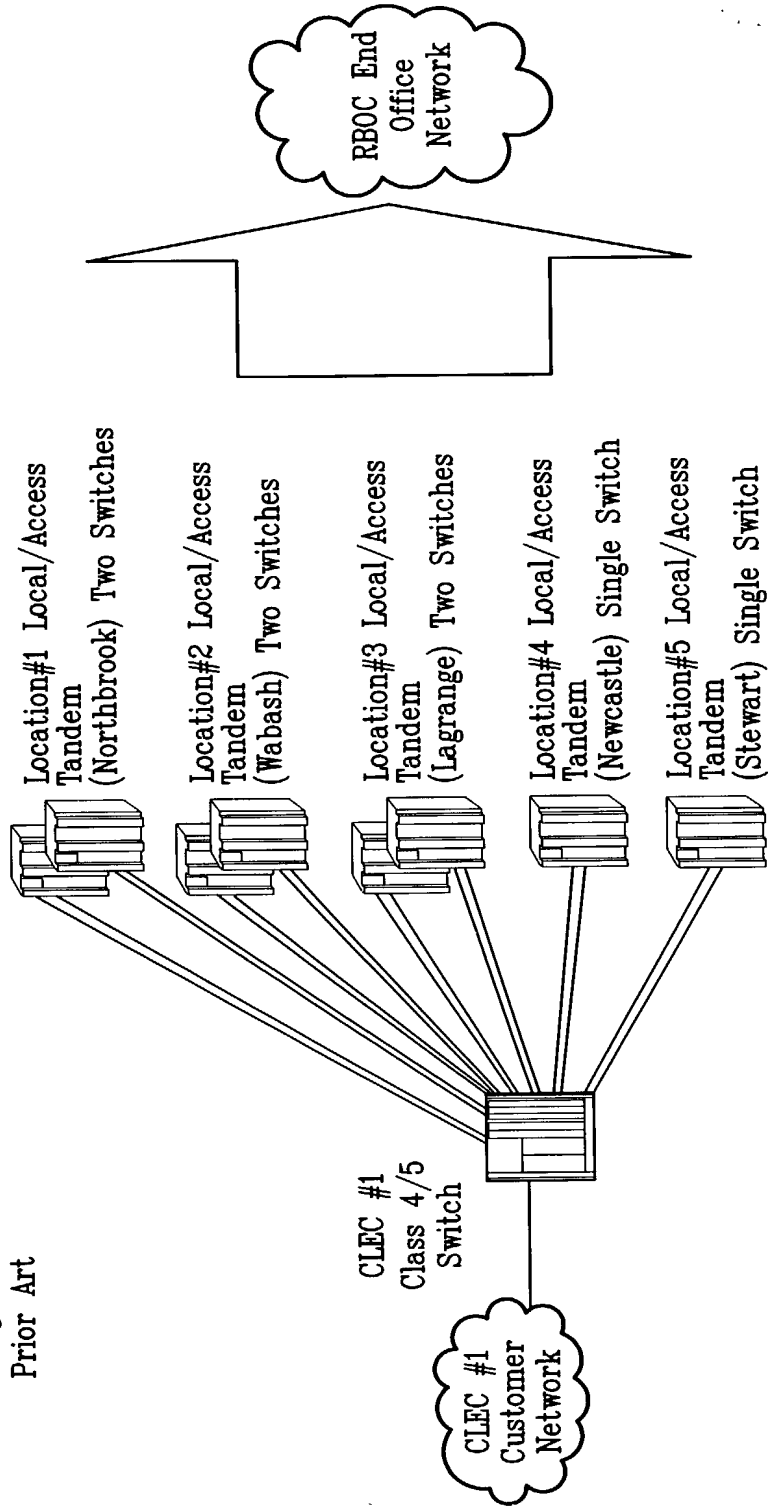 Prior Art
CLEC #1
Customer
Network
CLEC #1
Class 4/5
Switch
Location#1 Local/Access
Tandem
(Northbrook) Two Switches
Location#2 Local/Access
Tandem
(Wabash) Two Switches
Location#3 Local/Access
Tandem
(Lagrange) Two Switches
Location#4 Local/Access
Tandem
(Newcastle) Single Switch
Location#5 Local/Access
Tandem
(Stewart) Single Switch
RBOC End
Office
Network